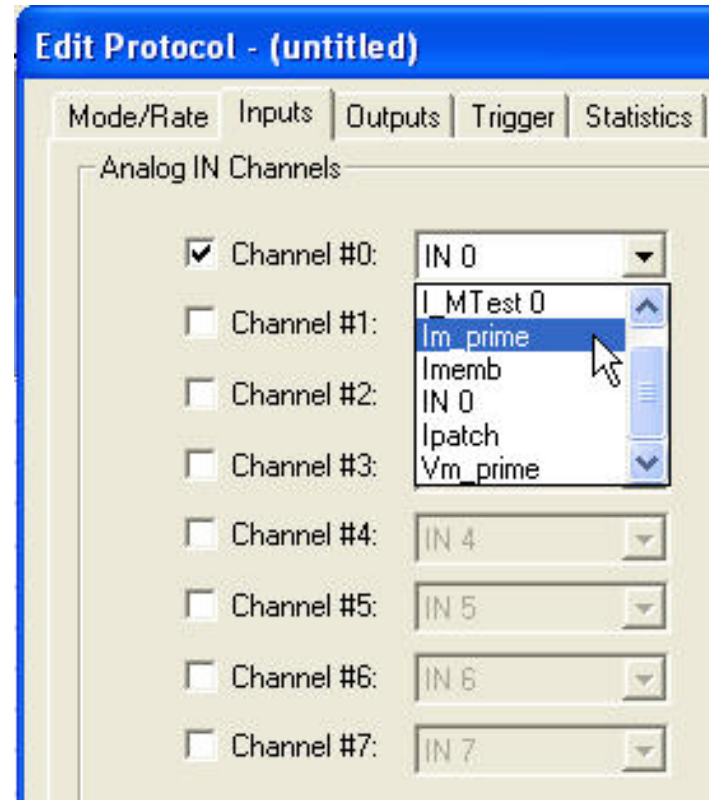 Edit Protocol - (untitled)
Mode/Rate Inputs Outputs Trigger Statistics
Analog IN Channels
Channel #0: IN 0
I_MTest 0
Channel #1:
Im_prime
Imemb
Channel #2:
IN 0
Ipatch
Channel #3:
Vm_prime
Channel #4: IN 4
Channel #5: IN 5
Channel #6: IN 6
Channel #7: IN 7